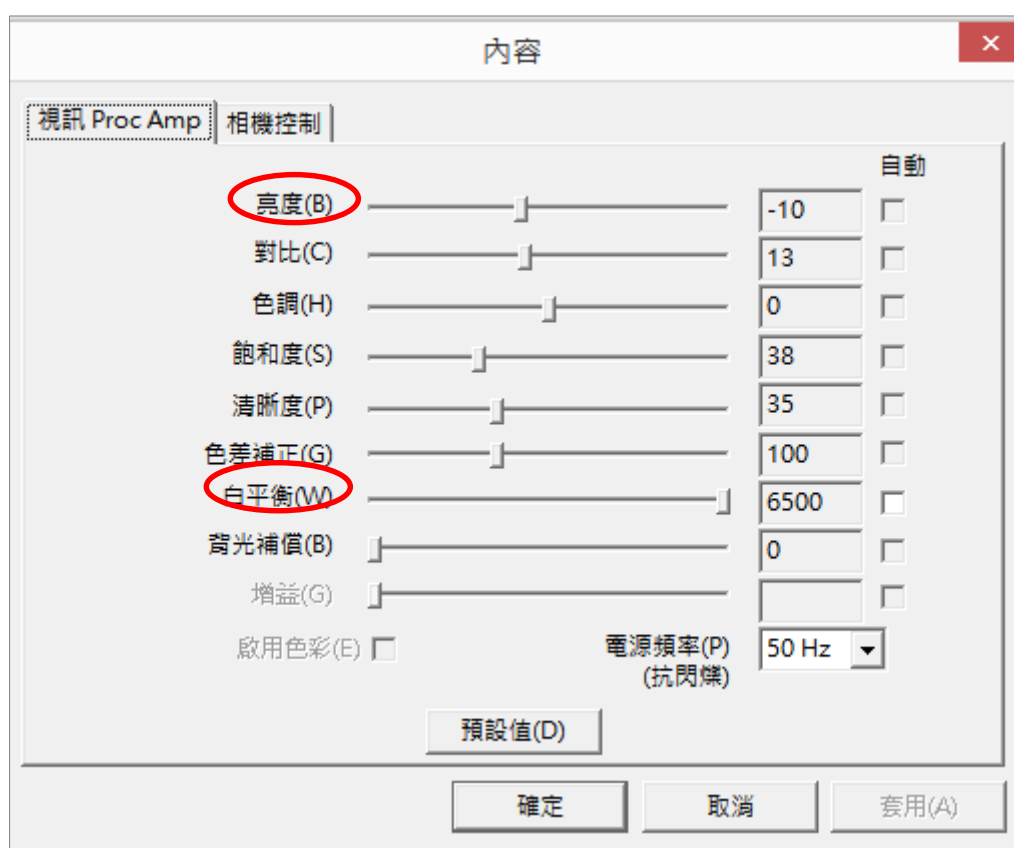 內容
視訊 Proc Amp 相機控制
自動
亮度(B) -10
對比(C) 13
色調(H) 0
飽和度(S) 38
清晰度(P) 35
色差補正(G) 100
白平衡(W) 6500
背光補償(B) 0
增益(G)
啟用色彩(E) 電源頻率(P) 50 Hz
(抗閃爍)
預設值(D)
確定 取消 套用(A)